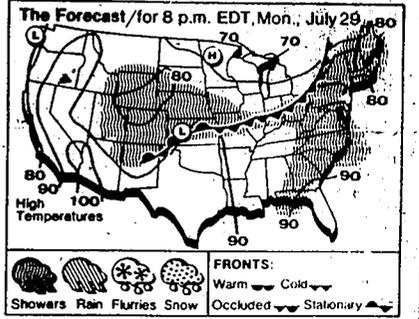 The Forecast/for 8 p.m. EDT, Mon., July 29
L
H
70
70
80
80
80
L
80
90
100
90
90
90
High
Temperatures
Showers Rain Flurries Snow
FRONTS:
Warm Cold
Occluded Stationary